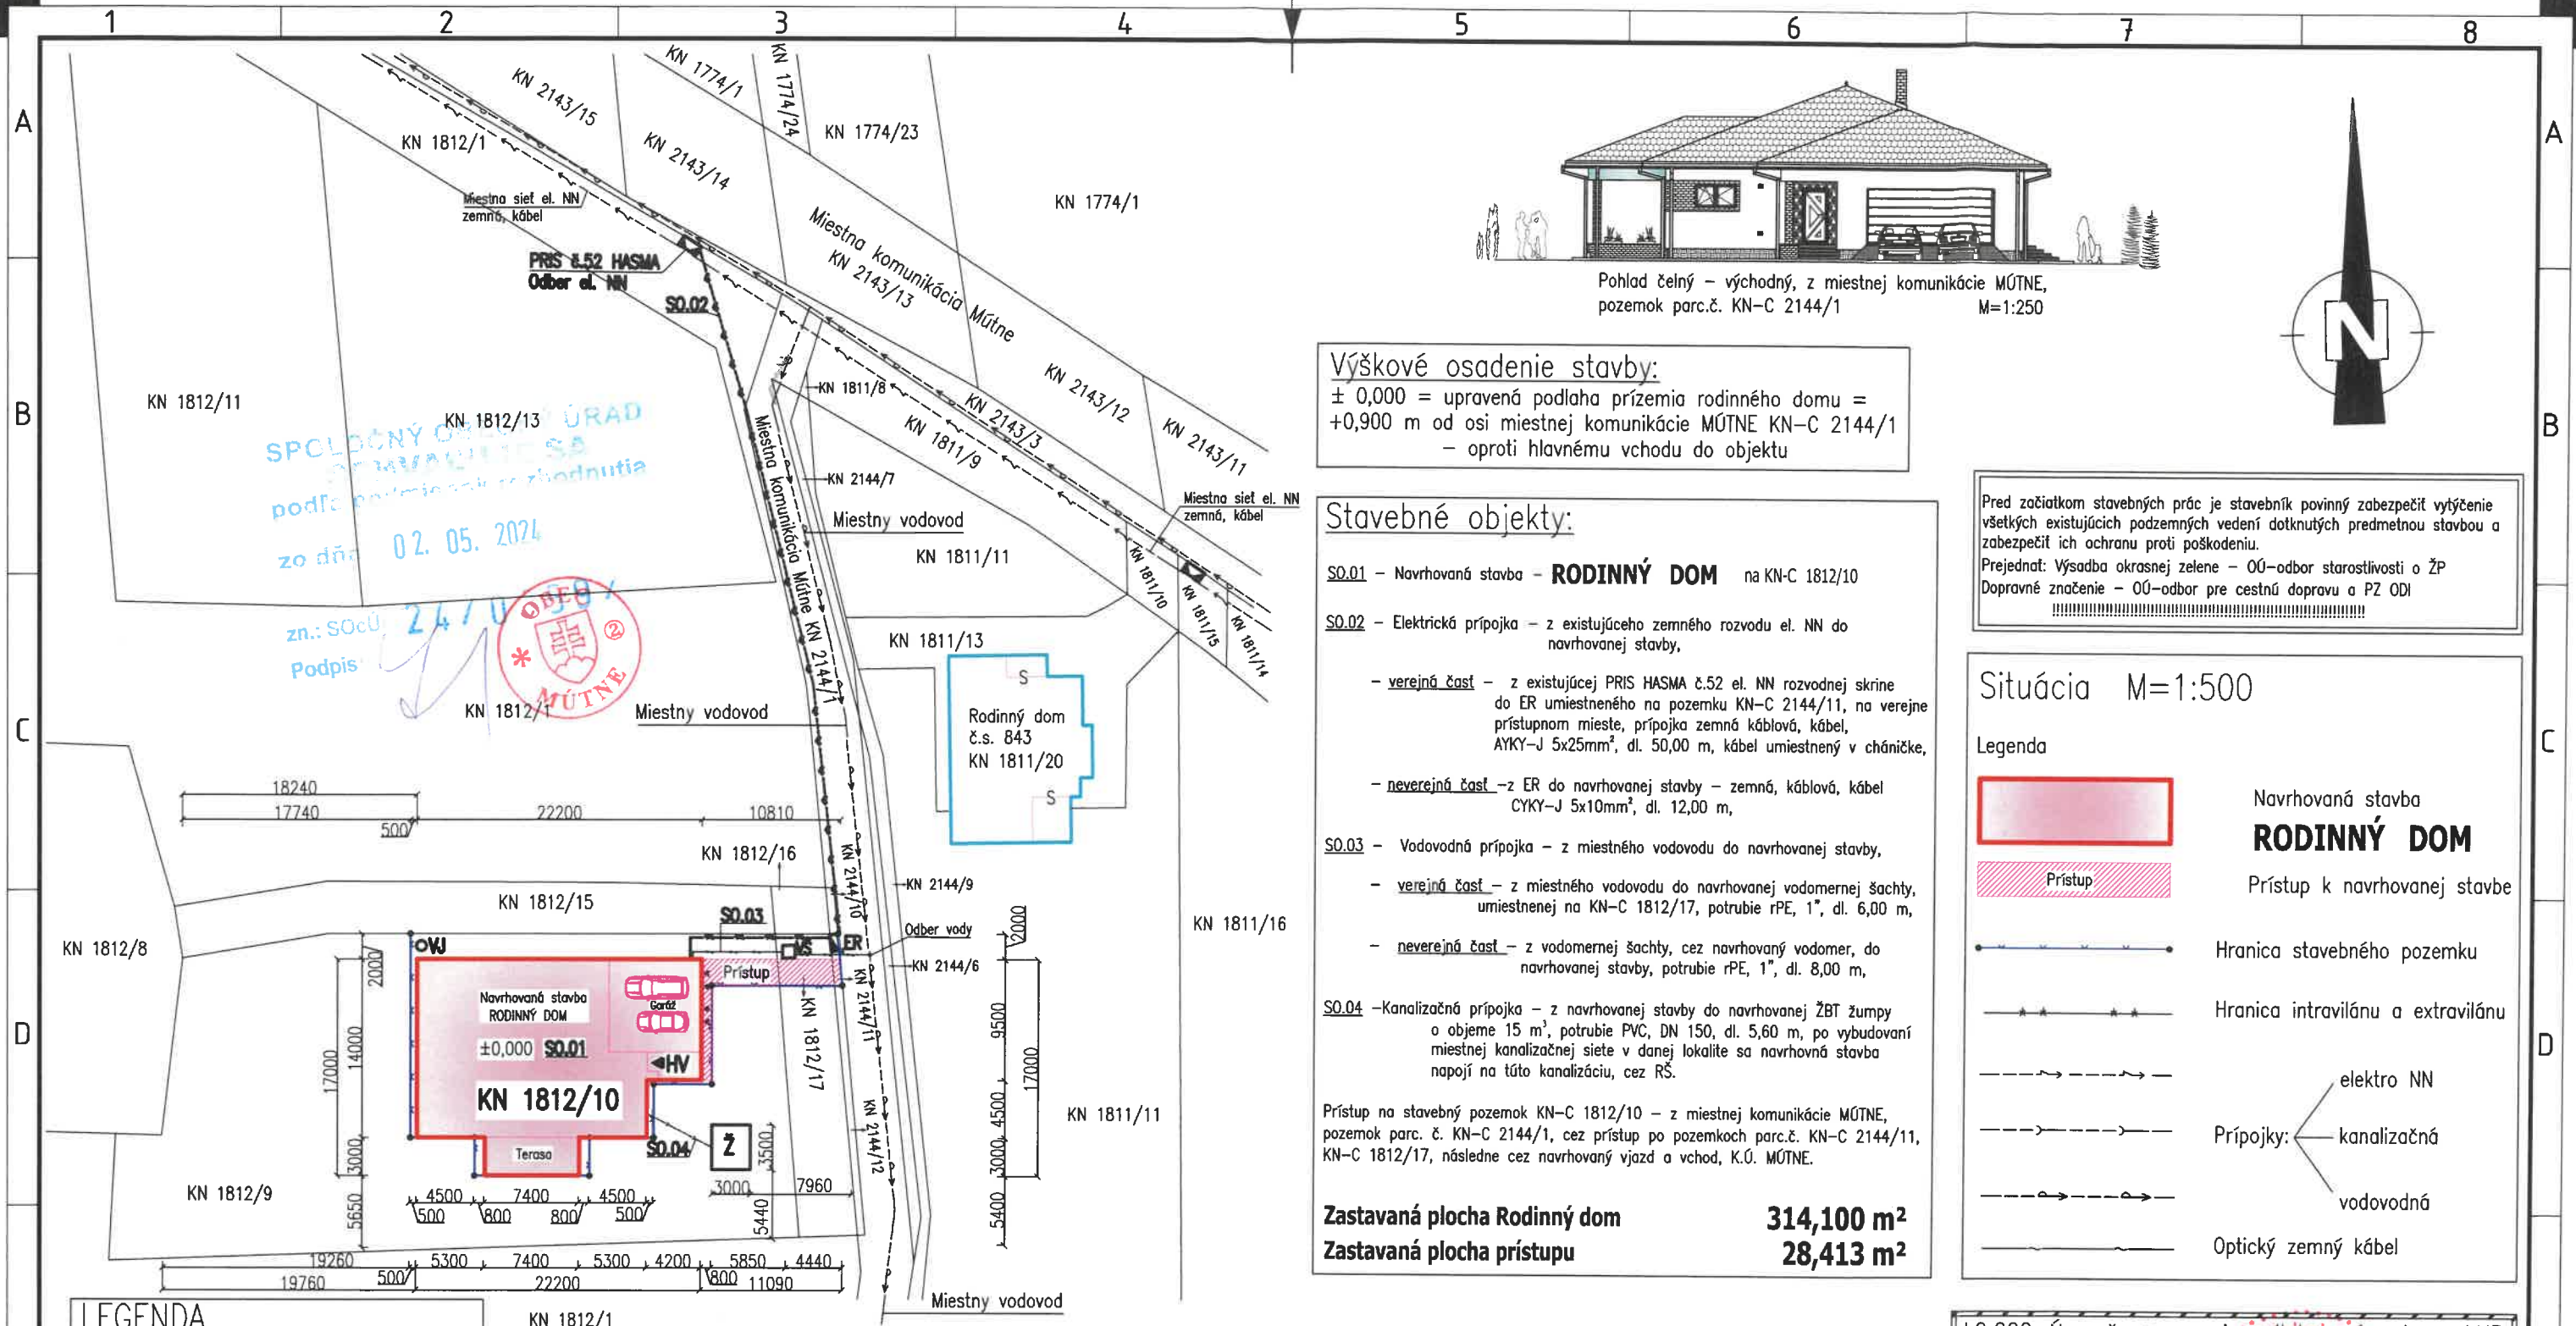 1 2 3 4 5 6 7 8
A
A
B
B
C
C
D
D
KN 2143/15
KN 1774/1
KN 1774/24
KN 1774/23
KN 1812/1
KN 2143/14
KN 1774/1
Miestna sieť el. NN
zemná, kábel
Miestna komunikácia Mútne
KN 2143/13
PRIS č.52 HASMA
Odber el. NN
SO.02
KN 1812/11
KN 1812/13
KN 1811/8
KN 2143/3
KN 2143/12
KN 2143/11
KN 1811/9
KN 2144/7
Miestna komunikácia Mútne KN 2144/1
Miestny vodovod
Miestna sieť el. NN
zemná, kábel
KN 1811/11
KN 1811/10
KN 1811/15
KN 1811/14
KN 1811/13
SPOLOČNÝ ÚRAD
podľa
zo dňa 02. 05. 2024
zn.: SOcÚ
Podpis
OBEC
MÚTNE
2
KN 1812/1
Miestny vodovod
S
Rodinný dom
č.s. 843
KN 1811/20
S
18240
17740
500
22200
10810
KN 1812/16
KN 2144/10
KN 2144/9
KN 1812/15
SO.03
Odber vody
KN 1811/16
KN 1812/8
VJ
VŠ
ER
KN 2144/6
2000
2000
Prístup
Navrhovaná stavba
RODINNÝ DOM
Garáž
±0,000 SO.01
HV
KN 1812/10
KN 1812/17
KN 2144/11
KN 2144/12
17000
14000
3000
5650
9500
4500
3000
5400
17000
KN 1811/11
SO.04
Ž
3500
Terasa
3000
7960
5440
KN 1812/9
4500 7400 4500
500 800 800 500
19260 5300 7400 5300 4200 5850 4440
500 800
19760 22200 11090
Miestny vodovod
LEGENDA
KN 1812/1
Pohlad čelný – východný, z miestnej komunikácie MÚTNE,
pozemok parc.č. KN-C 2144/1 M=1:250
N
Výškové osadenie stavby:
± 0,000 = upravená podlaha prízemia rodinného domu =
+0,900 m od osi miestnej komunikácie MÚTNE KN-C 2144/1
– oproti hlavnému vchodu do objektu
Stavebné objekty:
SO.01 – Navrhovaná stavba – RODINNÝ DOM na KN-C 1812/10
SO.02 – Elektrická prípojka – z existujúceho zemného rozvodu el. NN do
navrhovanej stavby,
– verejná časť – z existujúcej PRIS HASMA č.52 el. NN rozvodnej skrine
do ER umiestneného na pozemku KN-C 2144/11, na verejne
prístupnom mieste, prípojka zemná káblová, kábel,
AYKY-J 5x25mm², dl. 50,00 m, kábel umiestnený v cháničke,
– neverejná časť –z ER do navrhovanej stavby – zemná, káblová, kábel
CYKY-J 5x10mm², dl. 12,00 m,
SO.03 – Vodovodná prípojka – z miestného vodovodu do navrhovanej stavby,
– verejná časť – z miestného vodovodu do navrhovanej vodomernej šachty,
umiestnenej na KN-C 1812/17, potrubie rPE, 1", dl. 6,00 m,
– neverejná časť – z vodomernej šachty, cez navrhovaný vodomer, do
navrhovanej stavby, potrubie rPE, 1", dl. 8,00 m,
SO.04 –Kanalizačná prípojka – z navrhovanej stavby do navrhovanej ŽBT žumpy
o objeme 15 m³, potrubie PVC, DN 150, dl. 5,60 m, po vybudovaní
miestnej kanalizačnej siete v danej lokalite sa navrhovná stavba
napojí na túto kanalizáciu, cez RŠ.
Prístup na stavebný pozemok KN-C 1812/10 – z miestnej komunikácie MÚTNE,
pozemok parc. č. KN-C 2144/1, cez prístup po pozemkoch parc.č. KN-C 2144/11,
KN-C 1812/17, následne cez navrhovaný vjazd a vchod, K.Ú. MÚTNE.
Zastavaná plocha Rodinný dom 314,100 m²
Zastavaná plocha prístupu 28,413 m²
Pred začiatkom stavebných prác je stavebník povinný zabezpečiť vytýčenie
všetkých existujúcich podzemných vedení dotknutých predmetnou stavbou a
zabezpečiť ich ochranu proti poškodeniu.
Prejednat: Výsadba okrasnej zelene – OÚ-odbor starostlivosti o ŽP
Dopravné značenie – OÚ-odbor pre cestnú dopravu a PZ ODI
Situácia M=1:500
Legenda
Navrhovaná stavba
RODINNÝ DOM
Prístup
Prístup k navrhovanej stavbe
Hranica stavebného pozemku
Hranica intravilánu a extravilánu
elektro NN
Prípojky:
kanalizačná
vodovodná
Optický zemný kábel